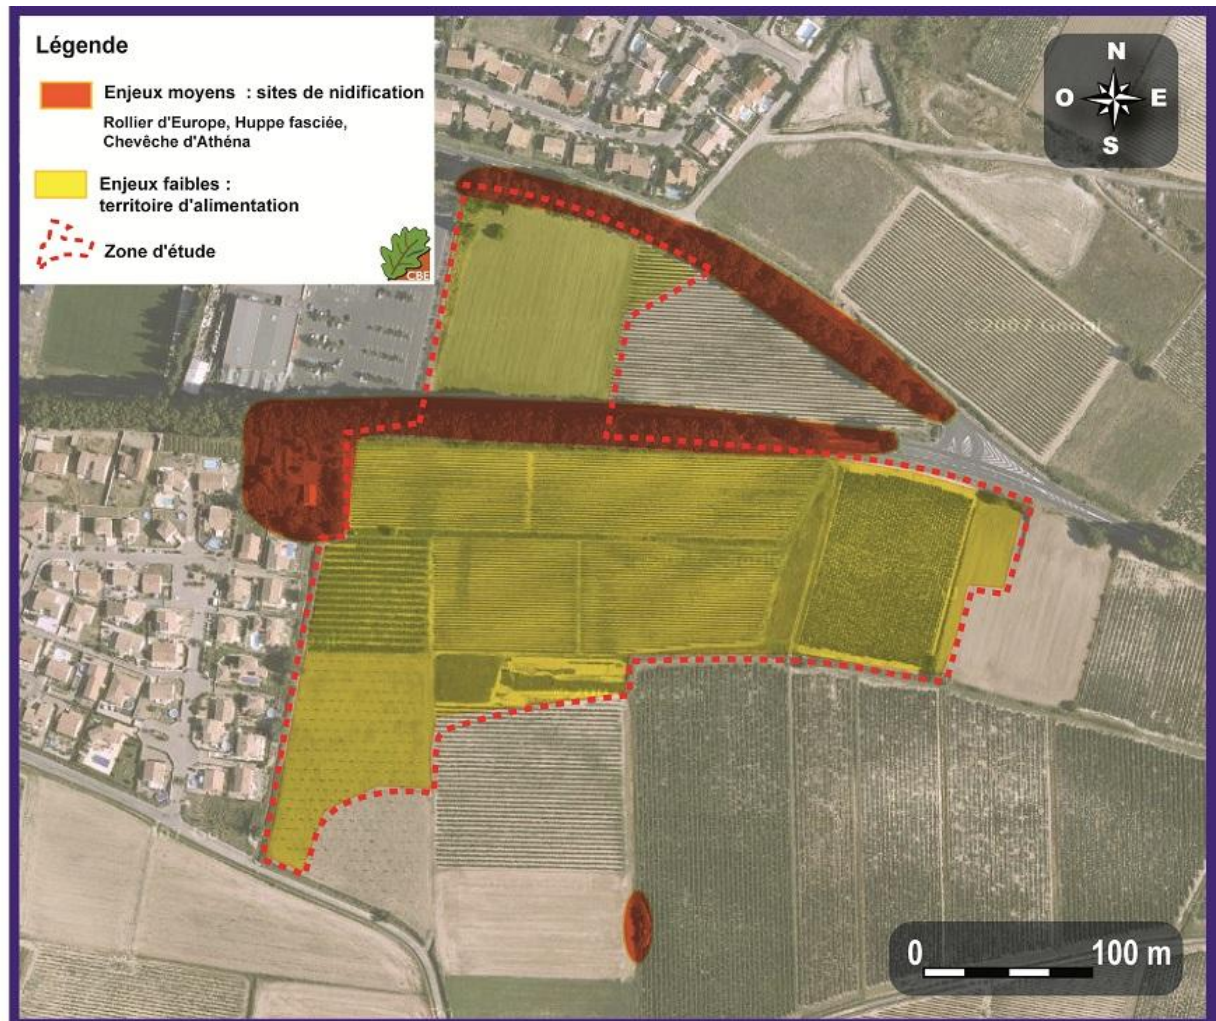 Légende
Enjeux moyens : sites de nidification
Rollier d'Europe, Huppe fasciée,
Chevêche d'Athéna
Enjeux faibles :
territoire d'alimentation
Zone d'étude
CBE
N
O E
S
0 100 m